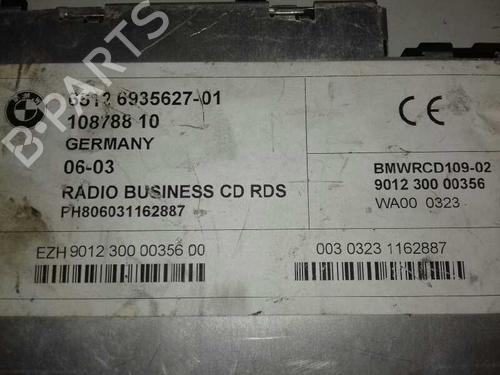 BMW
6512 6935627-01
108788 10
GERMANY
06-03
RADIO BUSINESS CD RDS
PH806031162887
CE
BMWRCD109-02
9012 300 00356
WA00 0323
EZH 9012 300 00356 00
003 0323 1162887
B-PARTS